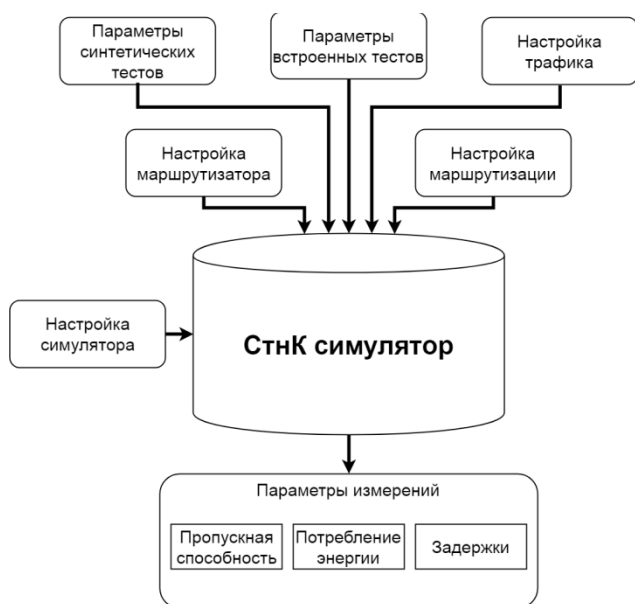 Параметры
синтетических
тестов
Параметры
встроенных тестов
Настройка
трафика
Настройка
маршрутизатора
Настройка
маршрутизации
Настройка
симулятора
СтнК симулятор
Параметры измерений
Пропускная
способность
Потребление
энергии
Задержки